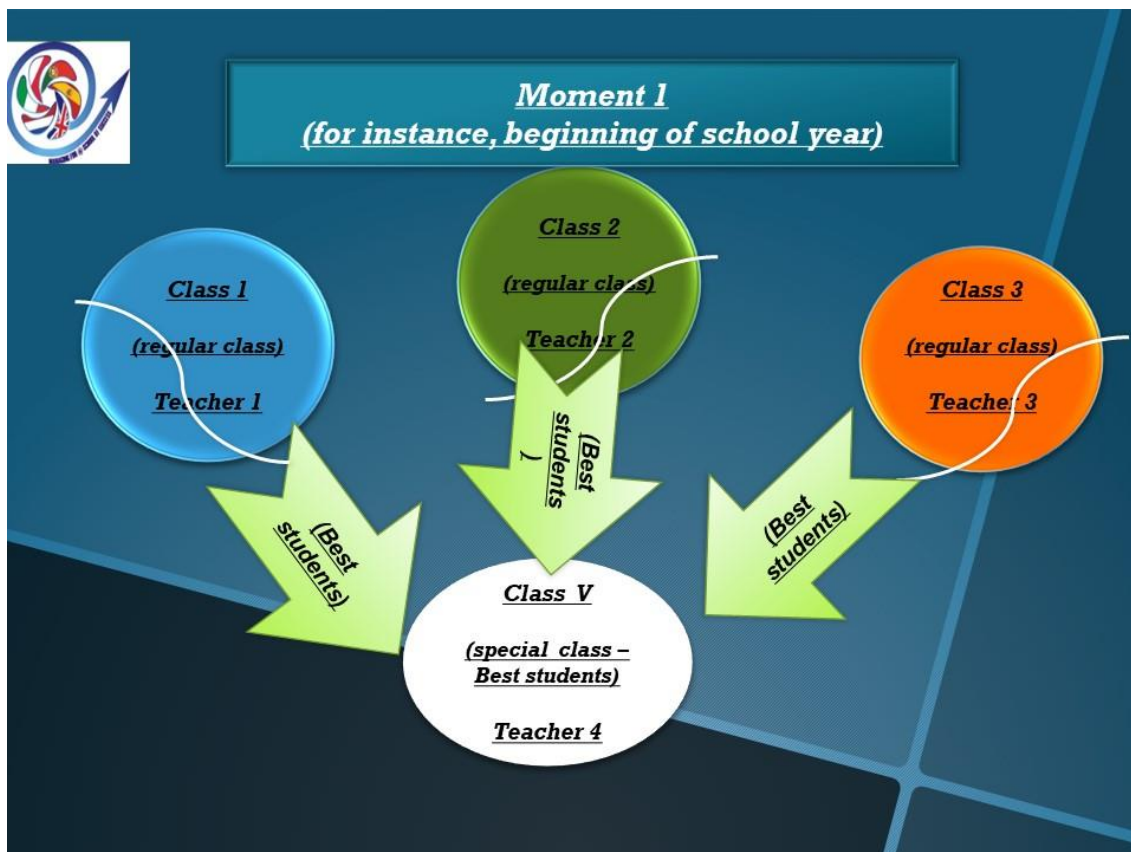 Moment 1
(for instance, beginning of school year)
Class 1
(regular class)
Teacher 1
Class 2
(regular class)
Teacher 2
Class 3
(regular class)
Teacher 3
(Best
students)
(Best
students
)
(Best
students)
Class V
(special class –
Best students)
Teacher 4